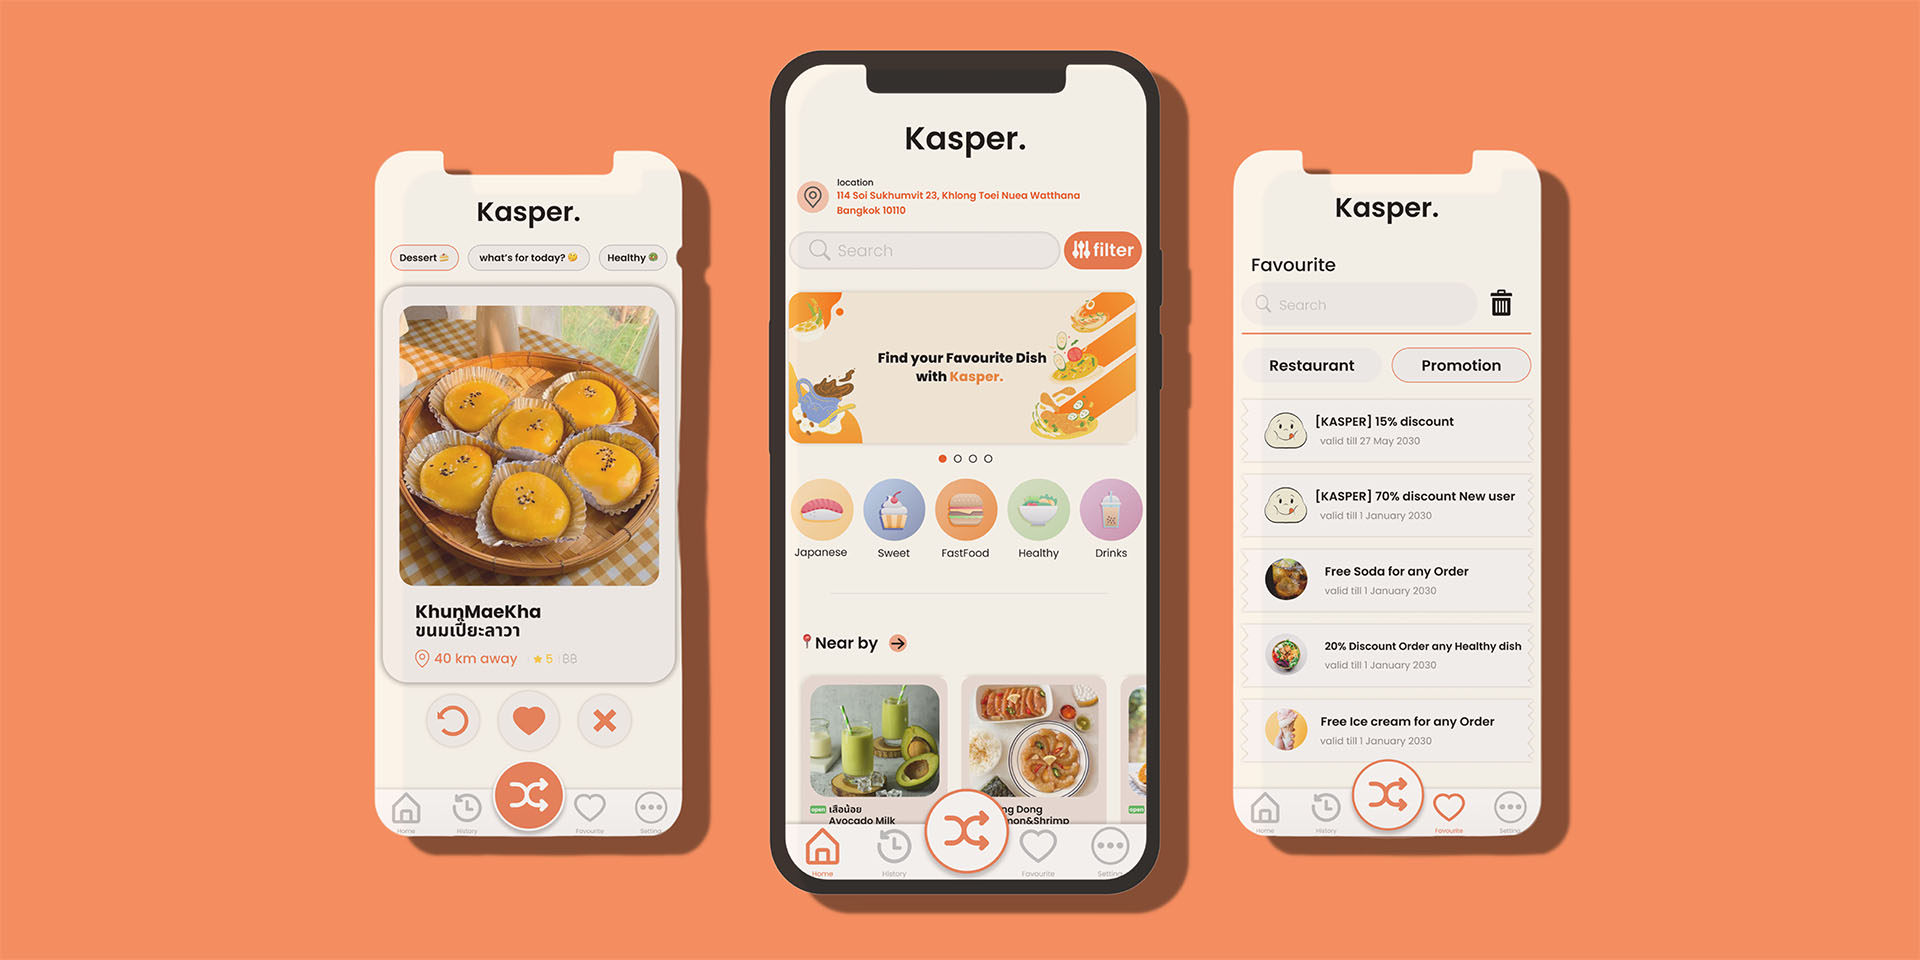 Kasper.
Dessert
what's for today?
Healthy
KhunMaeKha
ขนมเปี๊ยะลาวา
40 km away
5
฿฿
Home
History
Favourite
Setting
Kasper.
location
114 Soi Sukhumvit 23, Khlong Toei Nuea Watthana
Bangkok 10110
Search
filter
Find your Favourite Dish
with Kasper.
Japanese
Sweet
FastFood
Healthy
Drinks
Near by
open เสือน้อย
Avocado Milk
ng Dong
mon&Shrimp
open
Home
History
Favourite
Setting
Kasper.
Favourite
Search
Restaurant
Promotion
[KASPER] 15% discount
valid till 27 May 2030
[KASPER] 70% discount New user
valid till 1 January 2030
Free Soda for any Order
valid till 1 January 2030
20% Discount Order any Healthy dish
valid till 1 January 2030
Free Ice cream for any Order
valid till 1 January 2030
Home
History
Favourite
Setting